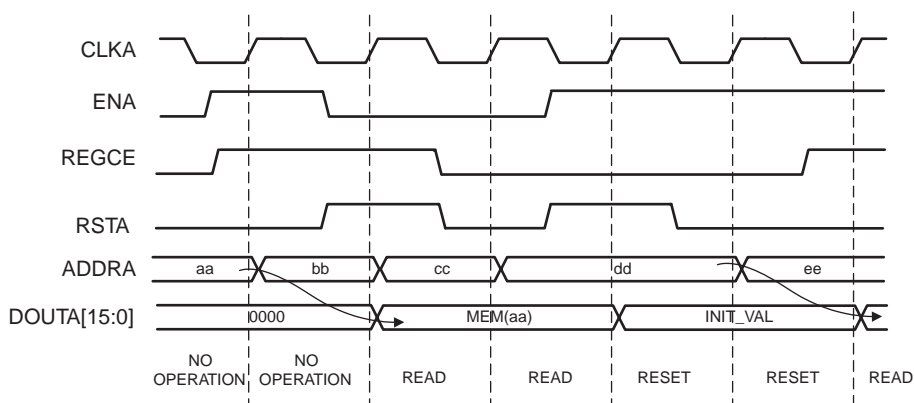 CLKA
ENA
REGCE
RSTA
ADDRA aa bb cc dd ee
DOUTA[15:0] 0000 MEM(aa) INIT_VAL
NO OPERATION NO OPERATION READ READ RESET RESET READ